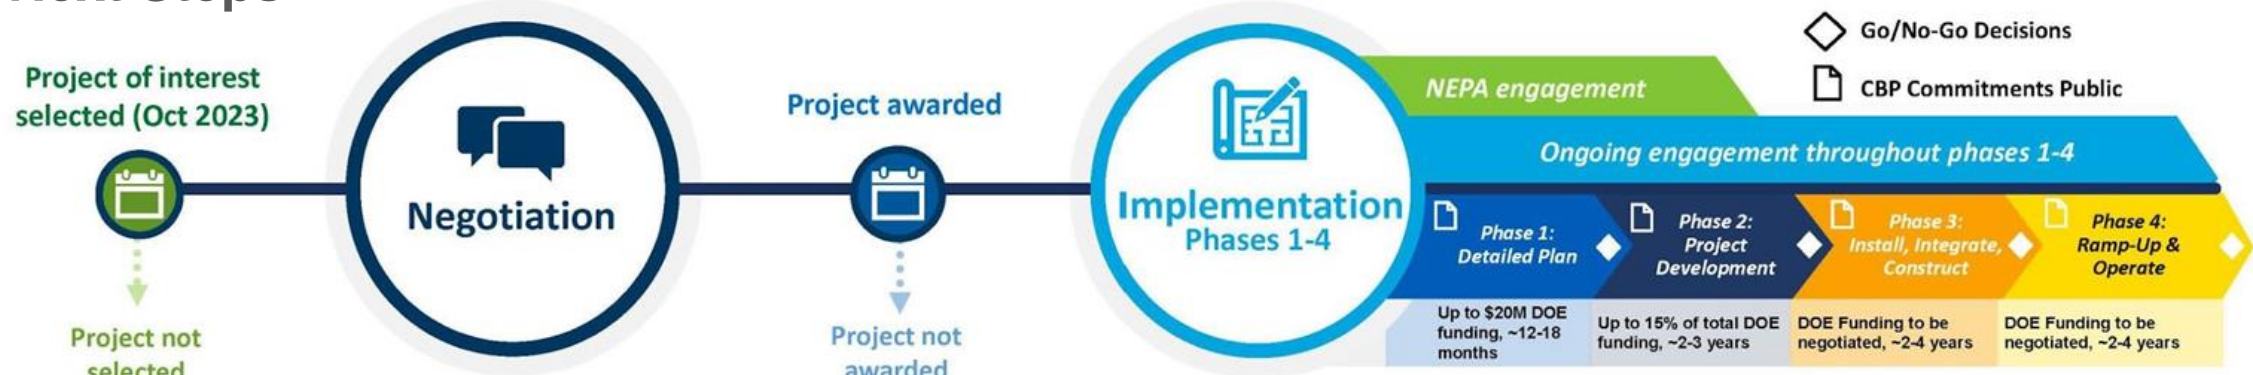 Project of interest
selected (Oct 2023)
Project not
selected
Negotiation
Project awarded
Project not
awarded
Implementation
Phases 1-4
NEPA engagement
Go/No-Go Decisions
CBP Commitments Public
Ongoing engagement throughout phases 1-4
Phase 1:
Detailed Plan
Up to $20M DOE
funding, ~12-18
months
Phase 2:
Project
Development
Up to 15% of total DOE
funding, ~2-3 years
Phase 3:
Install, Integrate,
Construct
DOE Funding to be
negotiated, ~2-4 years
Phase 4:
Ramp-Up &
Operate
DOE Funding to be
negotiated, ~2-4 years